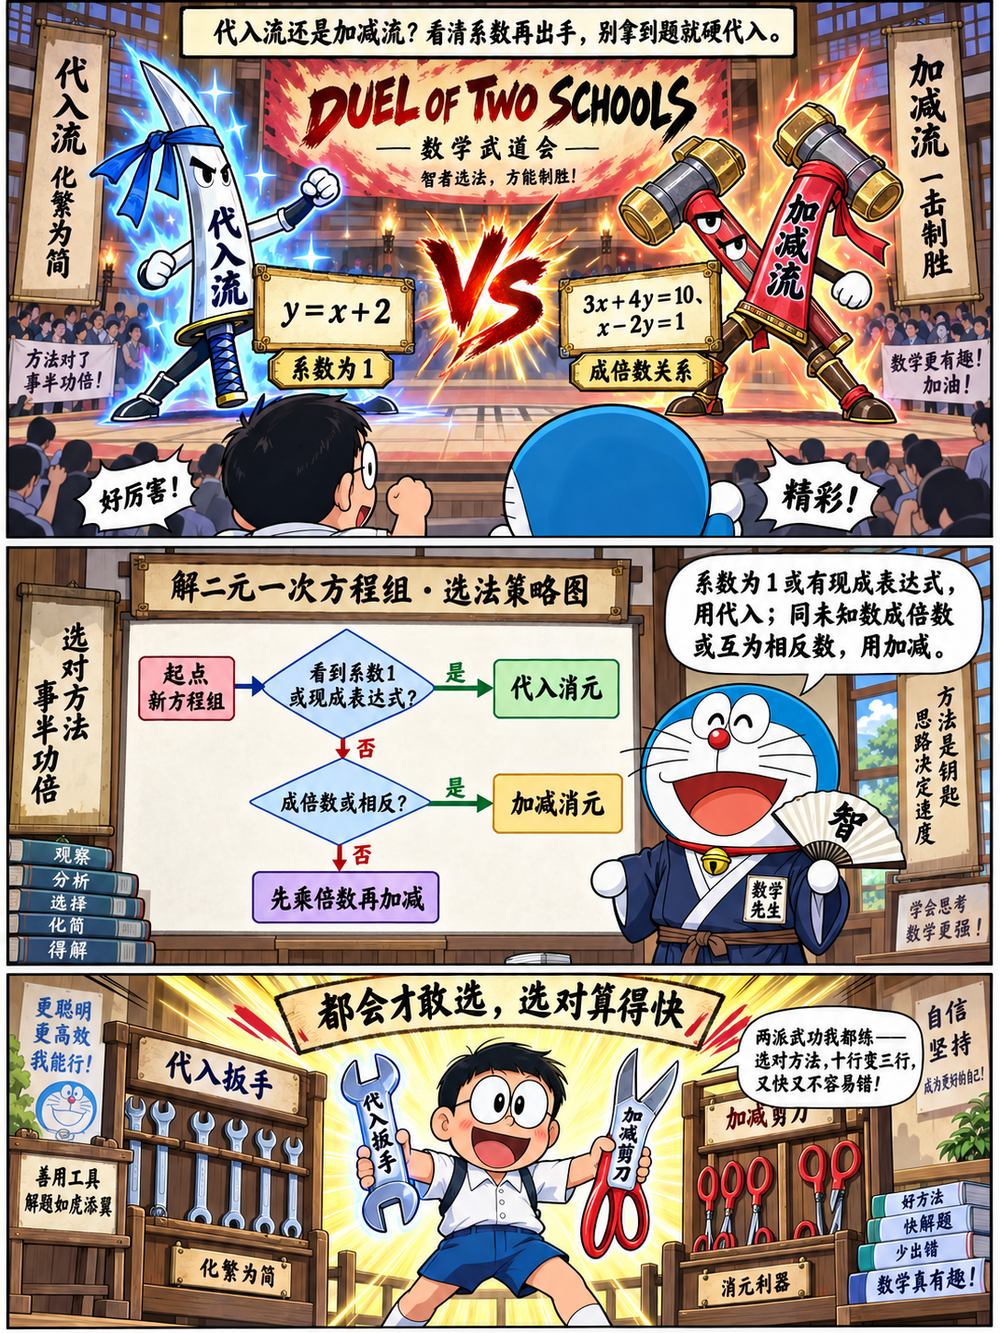 代入流还是加减流？看清系数再出手，别拿到题就硬代入。
代入流 化繁为简
DUEL OF TWO SCHOOLS
数学武道会
智者选法，方能制胜！
加减流 一击制胜
代入流
加减流
VS
y=x+2
系数为1
3x+4y=10、
x-2y=1
成倍数关系
方法对了
事半功倍！
数学更有趣！
加油！
好厉害！
精彩！
解二元一次方程组·选法策略图
选对方法
事半功倍
起点
新方程组
看到系数1
或现成表达式？
是
代入消元
否
成倍数或相反？
是
加减消元
否
先乘倍数再加减
系数为1或有现成表达式，
用代入；同未知数成倍数
或互为相反数，用加减。
方法是钥匙
思路决定速度
智
数学
先生
观察
分析
选择
化简
得解
学会思考
数学更强！
都会才敢选，选对算得快
更聪明
更高效
我能行！
代入扳手
代入扳手
加减剪刀
两派武功我都练——
选对方法，十行变三行，
又快又不容易错！
加减剪刀
自信
坚持
成为更好的自己！
善用工具
解题如虎添翼
化繁为简
消元利器
好方法
快解题
少出错
数学真有趣！